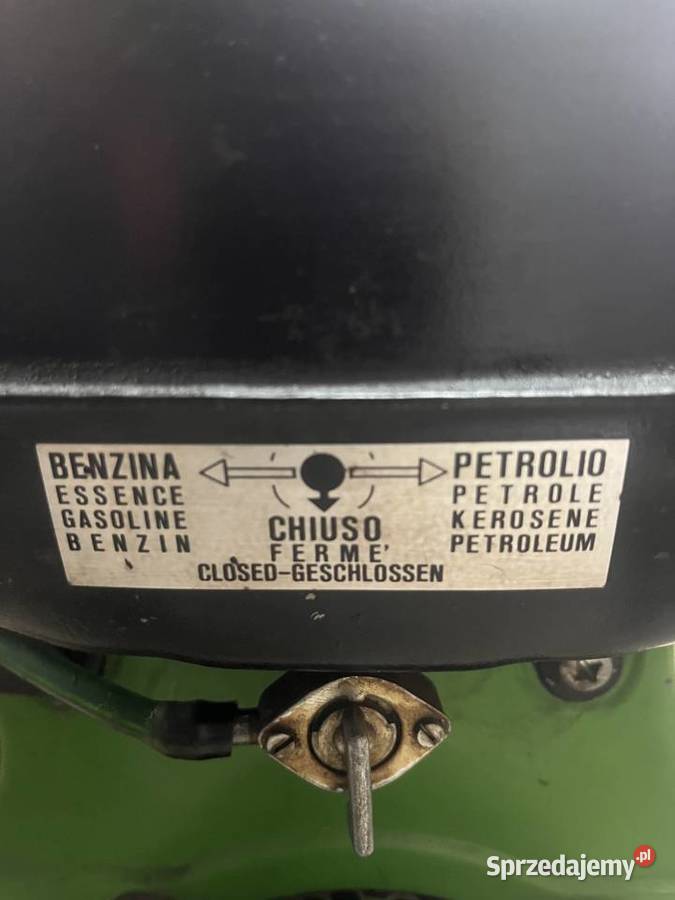 BENZINA
ESSENCE
GASOLINE
BENZIN
CHIUSO
FERME'
CLOSED-GESCHLOSSEN
PETROLIO
PETROLE
KEROSENE
PETROLEUM
Sprzedajemy.pl